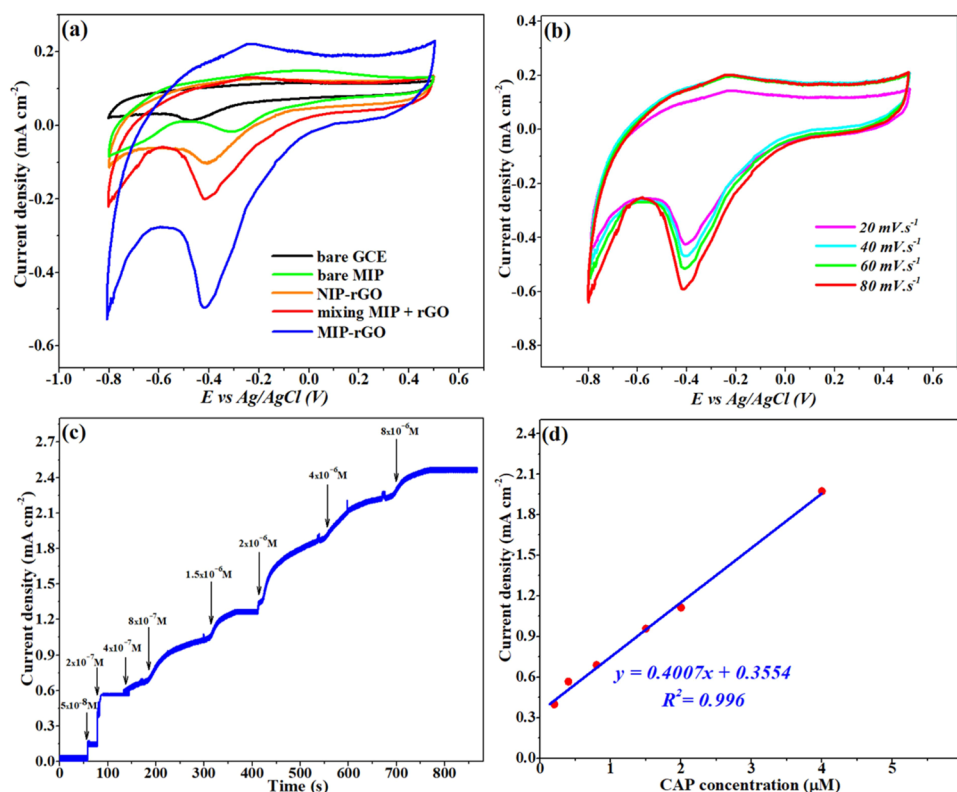 (a)
Current density (mA cm⁻²)
0.2
0.0
-0.2
-0.4
-0.6
bare GCE
bare MIP
NIP-rGO
mixing MIP + rGO
MIP-rGO
-1.0 -0.8 -0.6 -0.4 -0.2 0.0 0.2 0.4 0.6
E vs Ag/AgCl (V)
(b)
Current density (mA cm⁻²)
0.4
0.2
0.0
-0.2
-0.4
-0.6
-0.8
20 mV.s⁻¹
40 mV.s⁻¹
60 mV.s⁻¹
80 mV.s⁻¹
-0.8 -0.6 -0.4 -0.2 0.0 0.2 0.4 0.6
E vs Ag/AgCl (V)
(c)
Current density (mA cm⁻²)
2.7
2.4
2.1
1.8
1.5
1.2
0.9
0.6
0.3
0.0
5x10⁻⁸M
2x10⁻⁷M
4x10⁻⁷M
8x10⁻⁷M
1.5x10⁻⁶M
2x10⁻⁶M
4x10⁻⁶M
8x10⁻⁶M
0 100 200 300 400 500 600 700 800
Time (s)
(d)
Current density (mA cm⁻²)
2.4
2.1
1.8
1.5
1.2
0.9
0.6
0.3
0.0
y = 0.4007x + 0.3554
R²= 0.996
0 1 2 3 4 5
CAP concentration (μM)